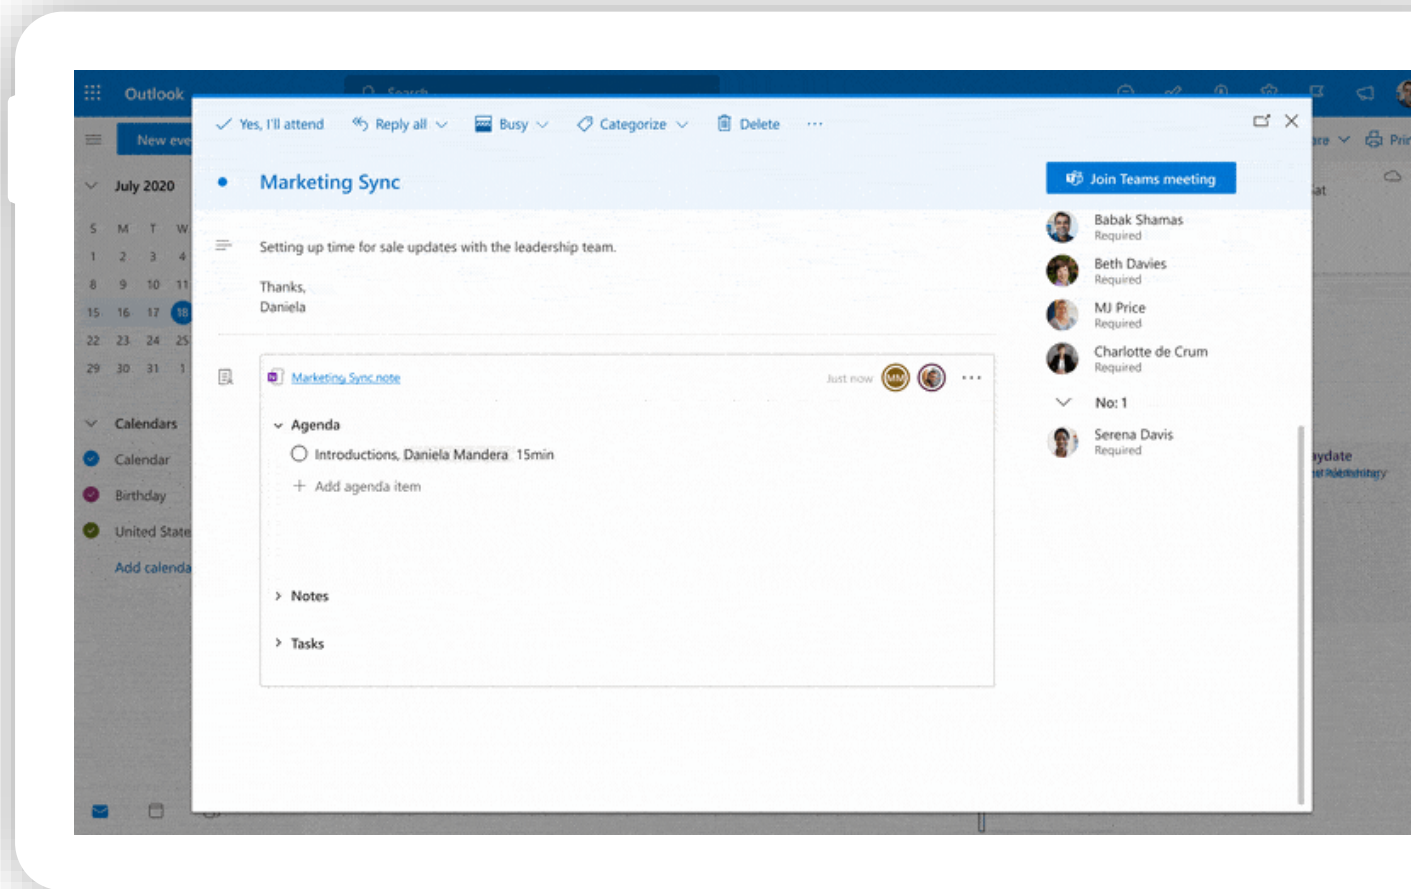 Outlook
Search
New eve
Yes, I'll attend
Reply all
Busy
Categorize
Delete
Prin
July 2020
Marketing Sync
Join Teams meeting
S M T W
1 2 3 4
8 9 10 11
15 16 17 18
22 23 24 25
29 30 31 1
Setting up time for sale updates with the leadership team.
Thanks,
Daniela
Babak Shamas
Required
Beth Davies
Required
MJ Price
Required
Charlotte de Crum
Required
No: 1
Serena Davis
Required
Marketing Sync.note
Just now
MM
Agenda
Introductions, Daniela Mandera 15min
Add agenda item
Notes
Tasks
Calendars
Calendar
Birthday
United State
Add calenda
aydate